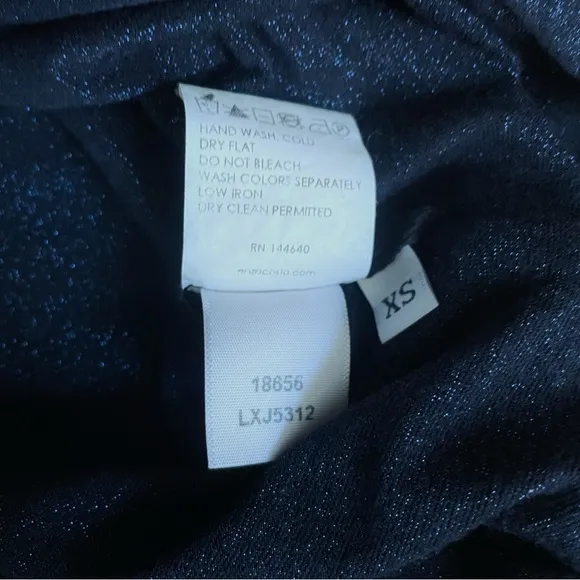 HAND WASH, COLD
DRY FLAT
DO NOT BLEACH
WASH COLORS SEPARATELY
LOW IRON
DRY CLEAN PERMITTED
RN 144640
XS
18656
LXJ5312